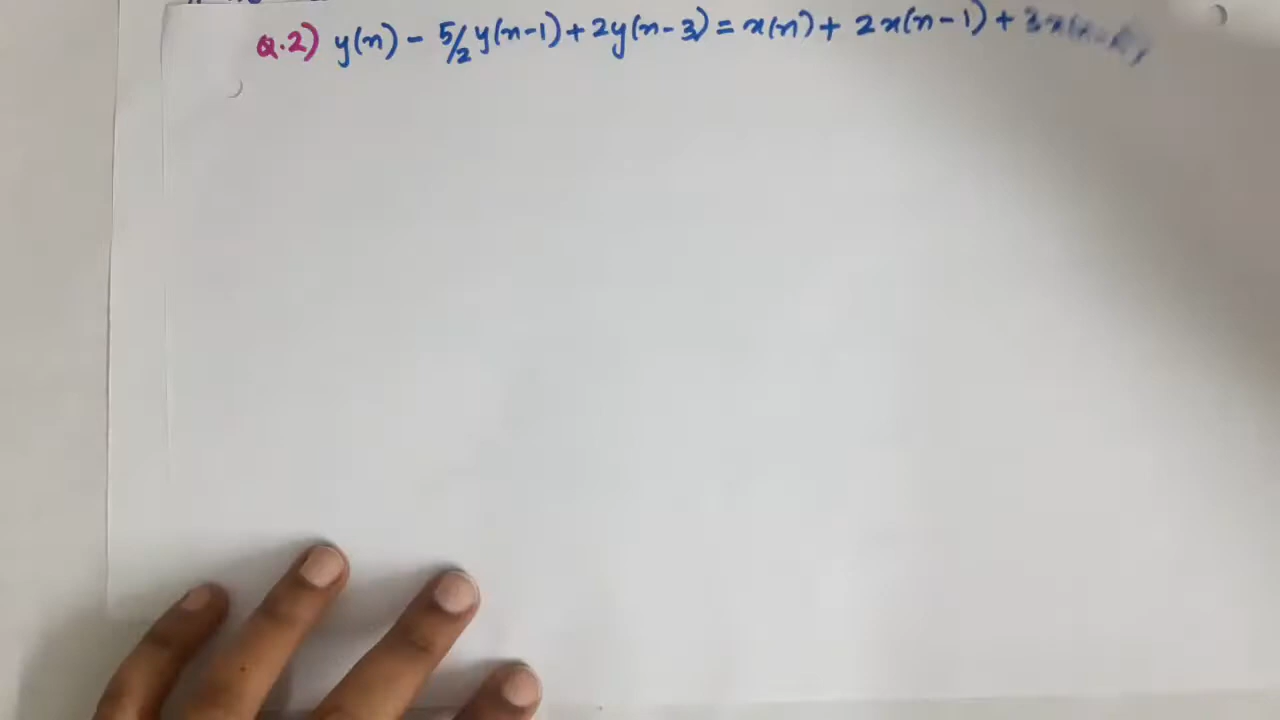 Q.2) y(n) - 5/2 y(n-1) + 2y(n-3) = x(n) + 2x(n-1) +